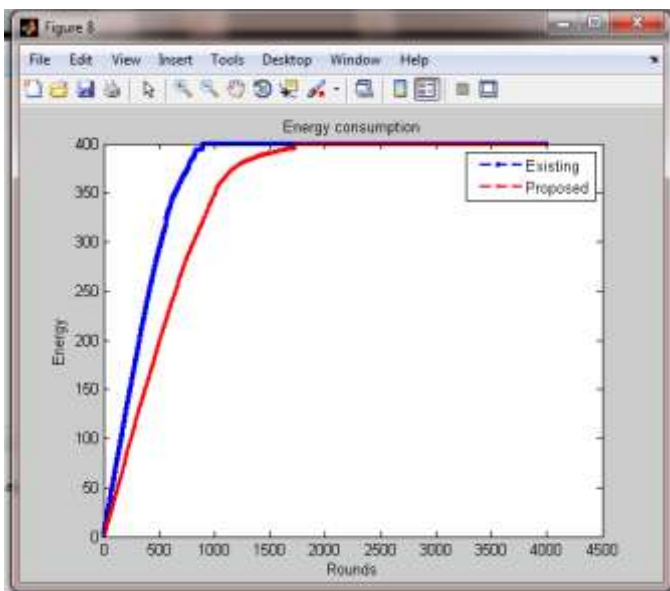 Figure 8
File Edit View Insert Tools Desktop Window Help
Energy consumption
Existing
Proposed
400
350
300
250
200
150
100
50
0
Energy
0 500 1000 1500 2000 2500 3000 3500 4000 4500
Rounds